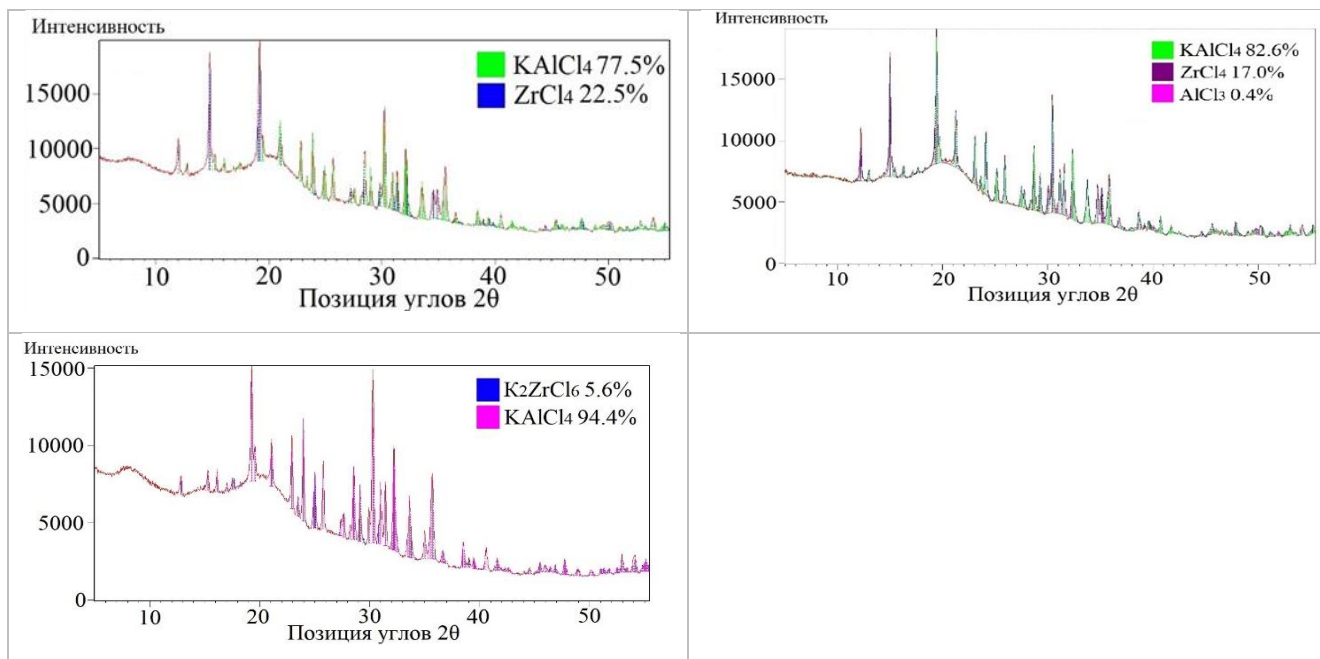 Интенсивность
KAlCl4 77.5%
ZrCl4 22.5%
15000
10000
5000
0
10 20 30 40 50
Позиция углов 2θ
Интенсивность
KAlCl4 82.6%
ZrCl4 17.0%
AlCl3 0.4%
15000
10000
5000
0
10 20 30 40 50
Позиция углов 2θ
Интенсивность
15000
K2ZrCl6 5.6%
KAlCl4 94.4%
10000
5000
0
10 20 30 40 50
Позиция углов 2θ